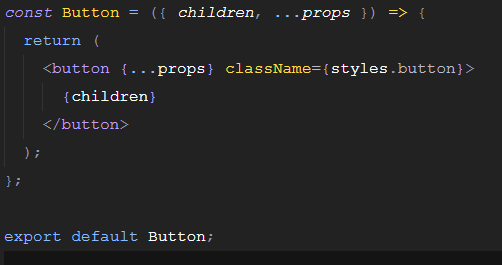 const Button = ({ children, ...props }) => {
  return (
    <button {...props} className={styles.button}>
      {children}
    </button>
  );
};

export default Button;